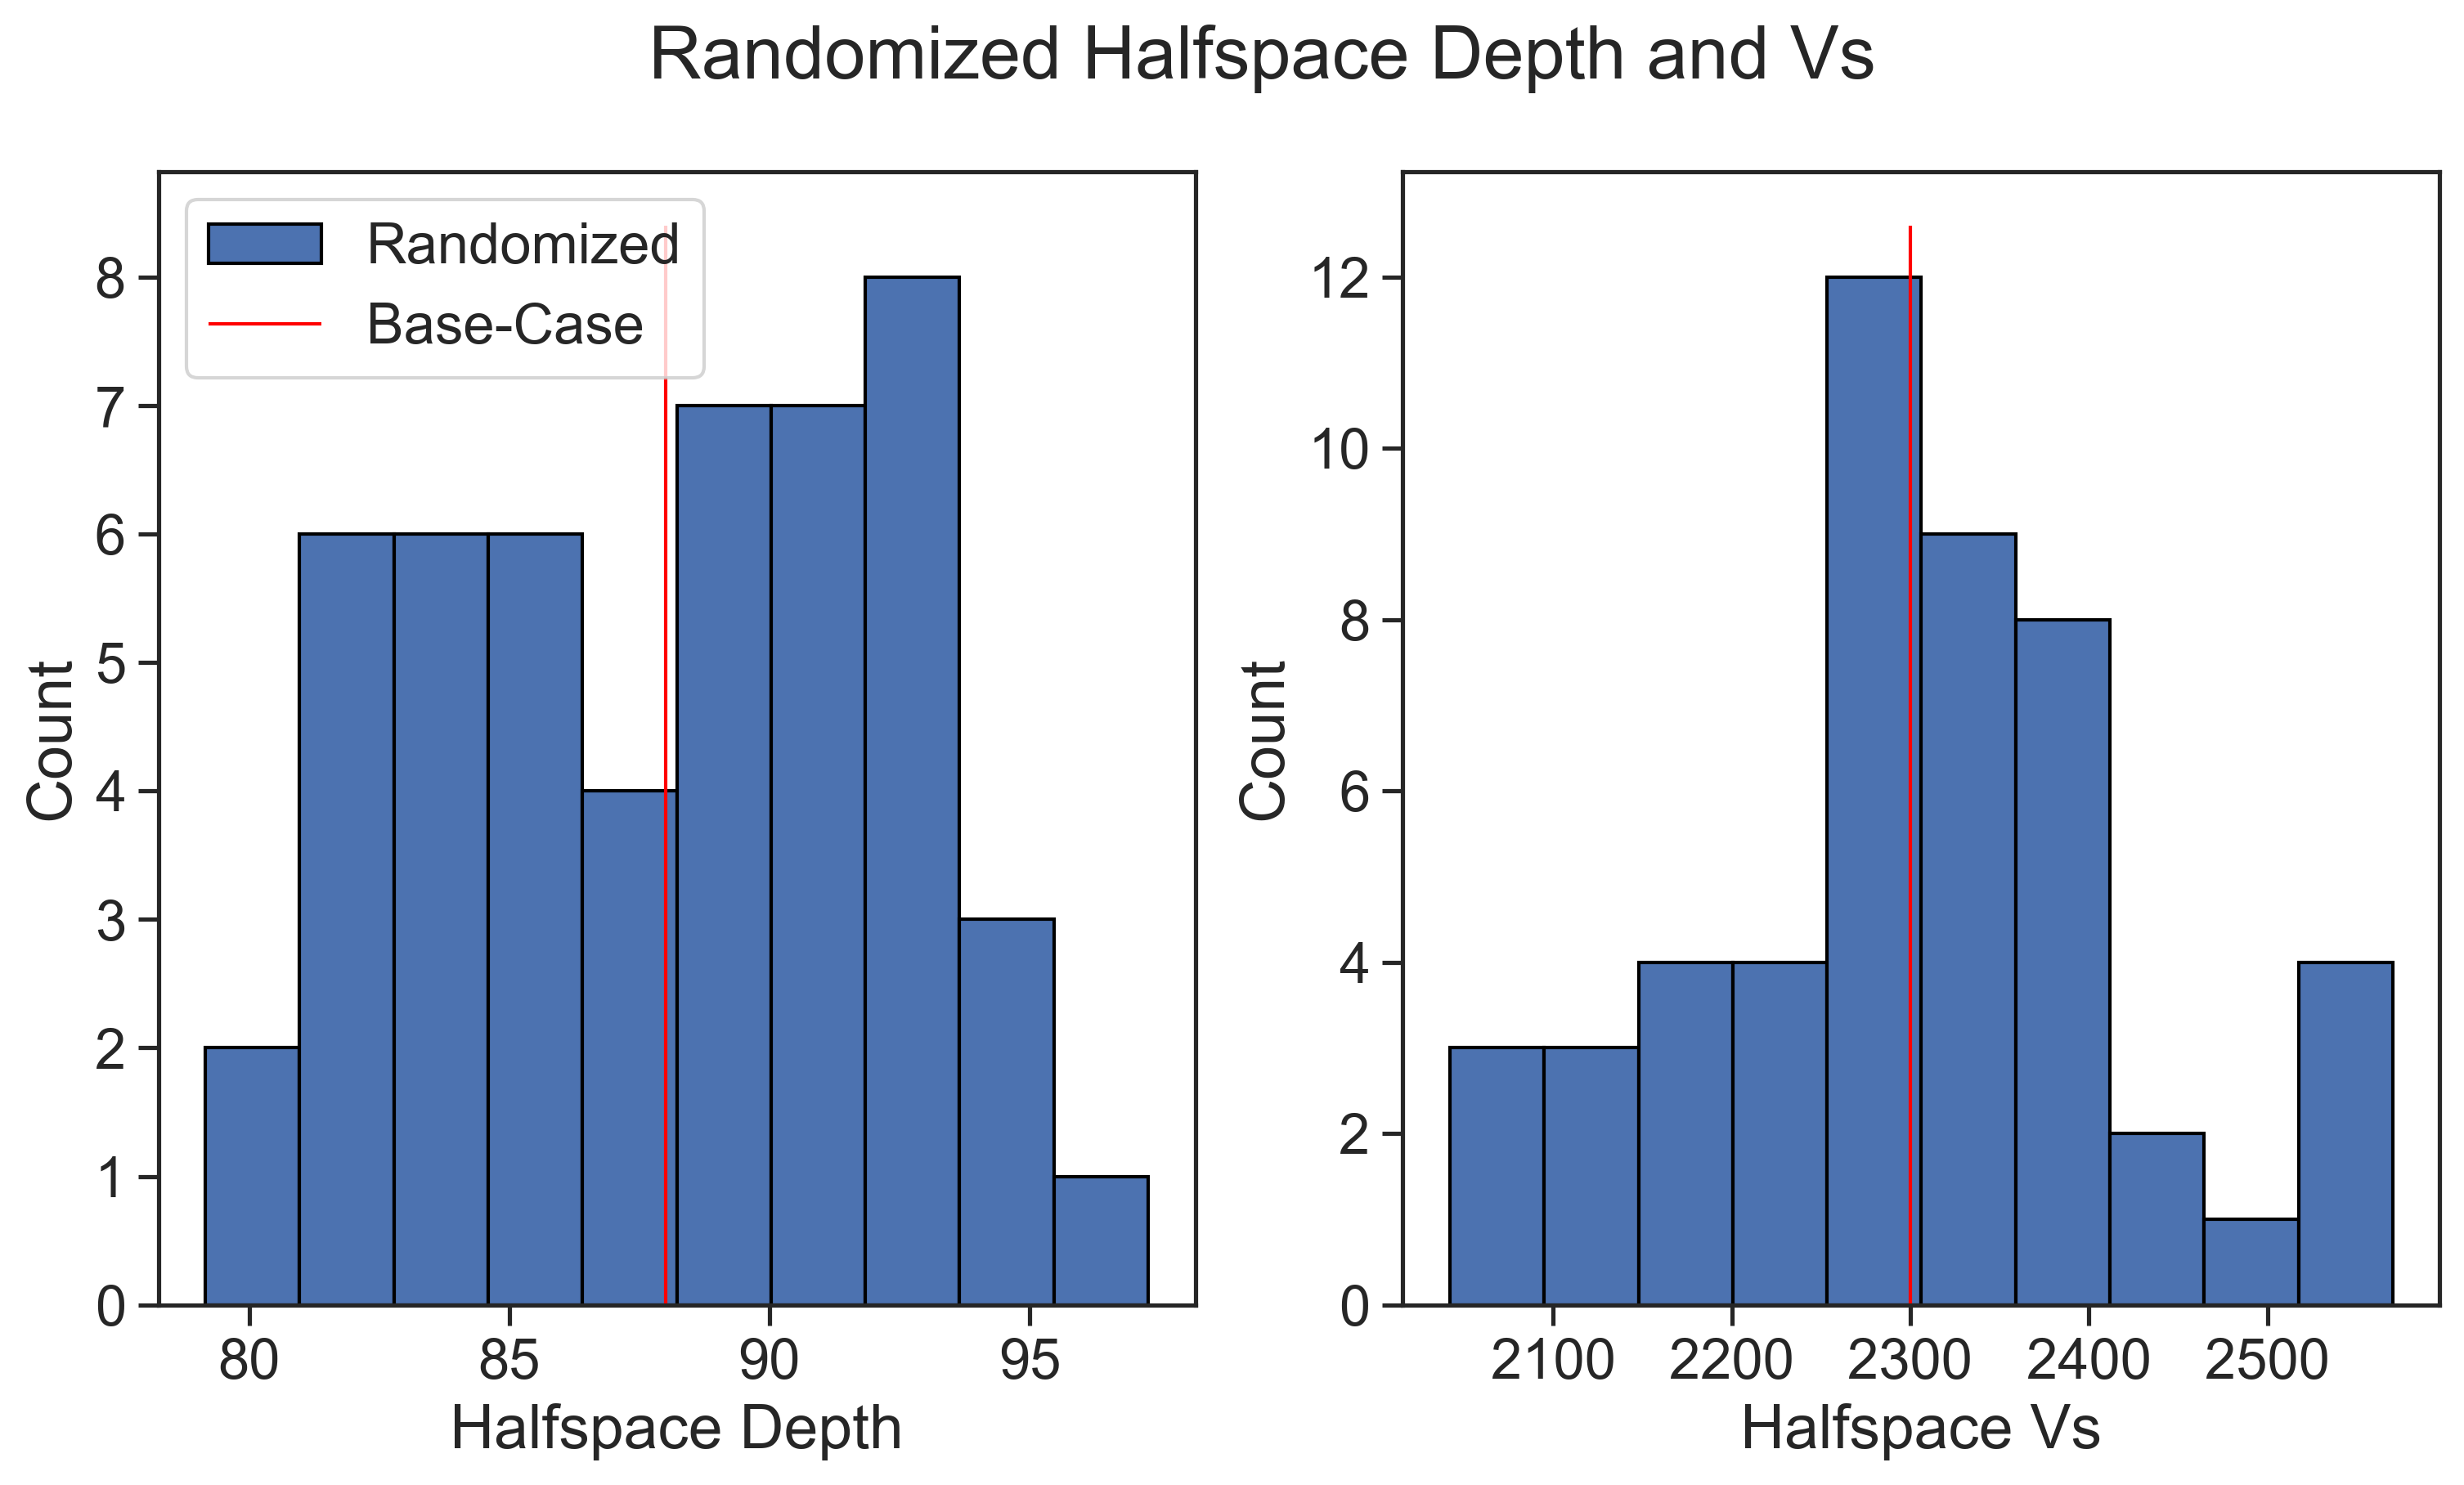 Randomized Halfspace Depth and Vs
Randomized
Base-Case
8
7
6
5
4
3
2
1
0
Count
80 85 90 95
Halfspace Depth
12
10
8
6
4
2
0
Count
2100 2200 2300 2400 2500
Halfspace Vs